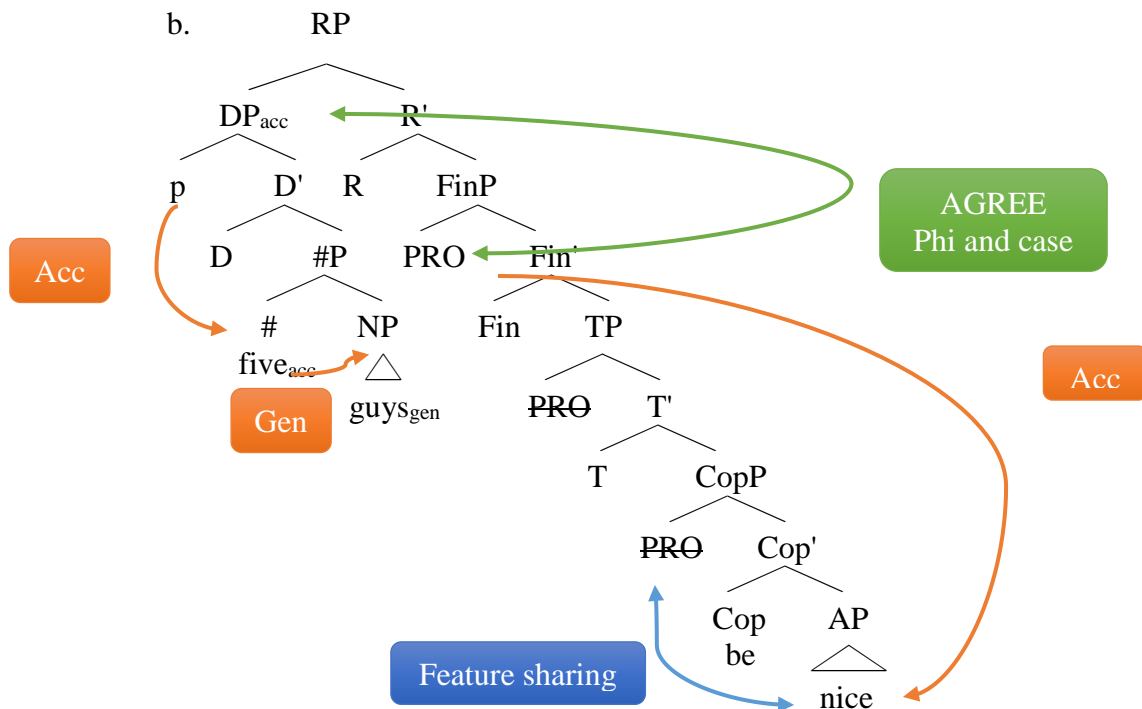 b. RP
DPacc R'
p D' R FinP
AGREE
Phi and case
Acc
D #P PRO Fin'
# NP Fin TP
fiveacc
Acc
Gen
guysgen PRO T'
T CopP
PRO Cop'
Cop AP
be
Feature sharing
nice